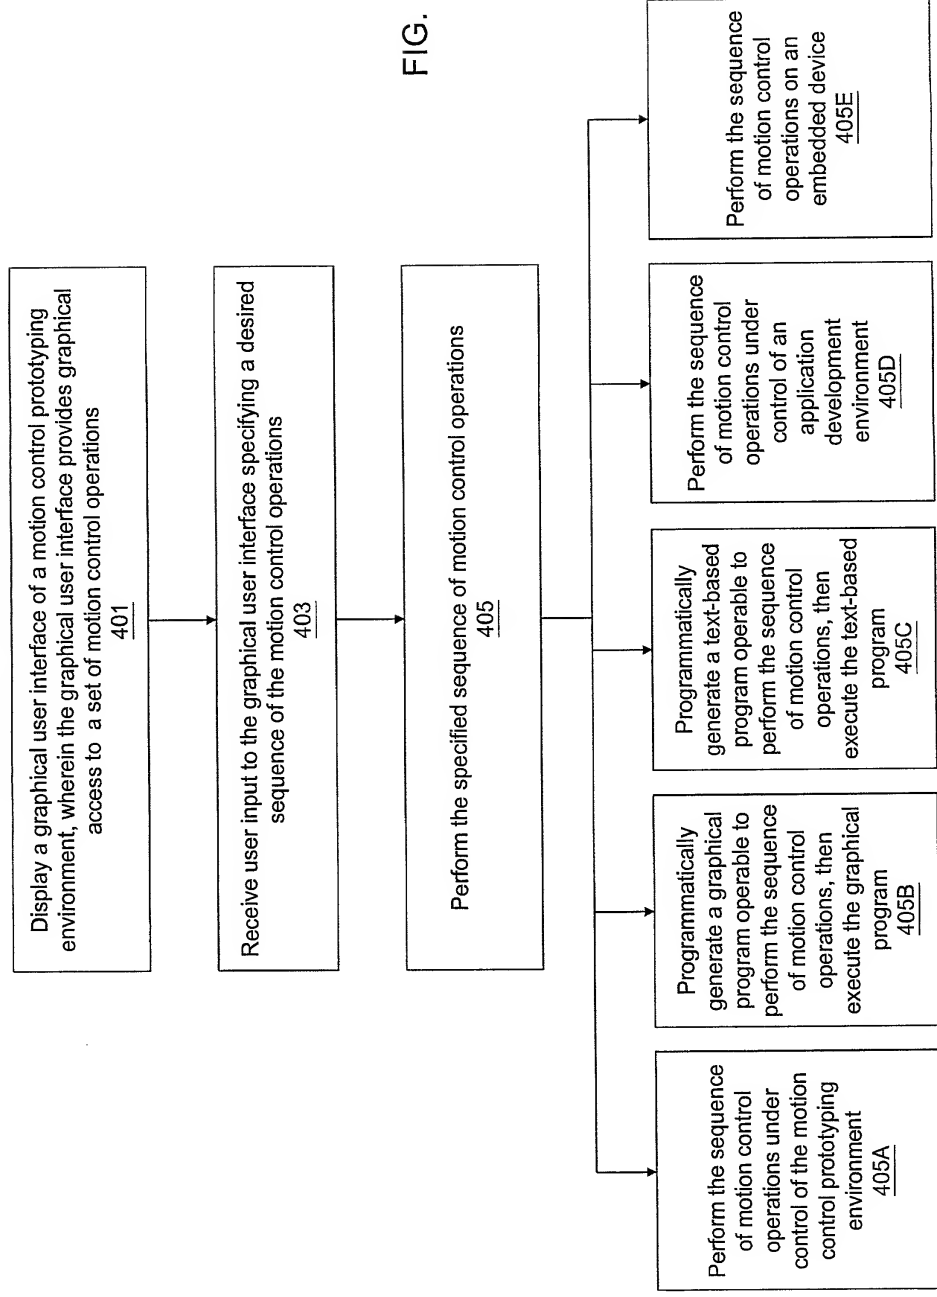 Display a graphical user interface of a motion control prototyping
environment, wherein the graphical user interface provides graphical
access to a set of motion control operations
401
Receive user input to the graphical user interface specifying a desired
sequence of the motion control operations
403
Perform the specified sequence of motion control operations
405
Perform the sequence
of motion control
operations under
control of the motion
control prototyping
environment
405A
Programmatically
generate a graphical
program operable to
perform the sequence
of motion control
operations, then
execute the graphical
program
405B
Programmatically
generate a text-based
program operable to
perform the sequence
of motion control
operations, then
execute the text-based
program
405C
Perform the sequence
of motion control
operations under
control of an
application
development
environment
405D
Perform the sequence
of motion control
operations on an
embedded device
405E
FIG.